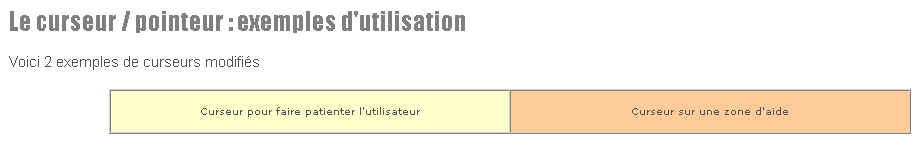 Le curseur / pointeur : exemples d'utilisation
Voici 2 exemples de curseurs modifiés
Curseur pour faire patienter l'utilisateur
Curseur sur une zone d'aide